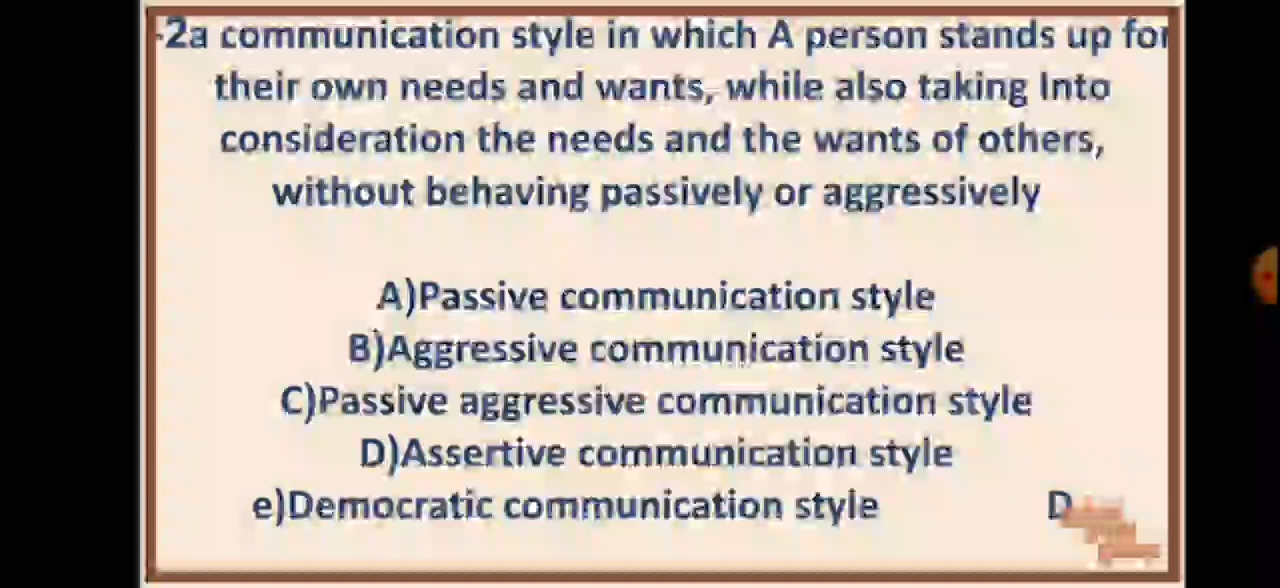 -2a communication style in which A person stands up for
their own needs and wants, while also taking Into
consideration the needs and the wants of others,
without behaving passively or aggressively
A)Passive communication style
B)Aggressive communication style
C)Passive aggressive communication style
D)Assertive communication style
e)Democratic communication style D